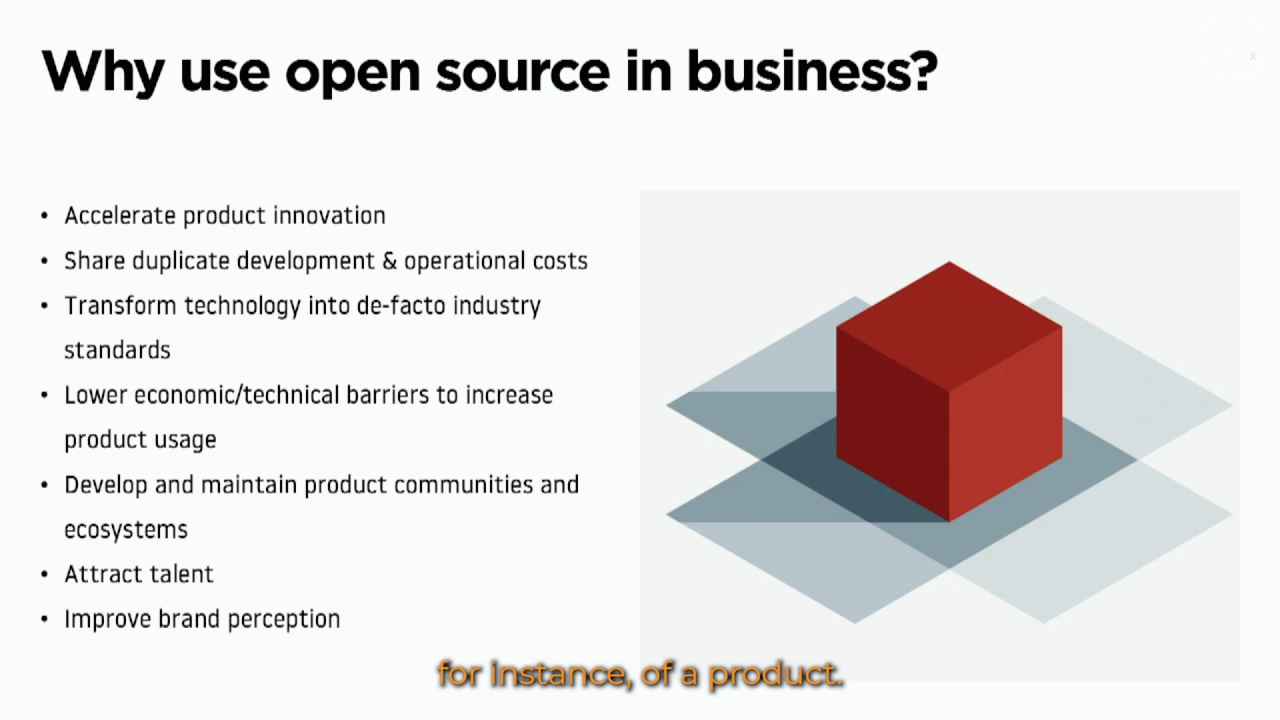 Why use open source in business?
• Accelerate product innovation
• Share duplicate development & operational costs
• Transform technology into de-facto industry
standards
• Lower economic/technical barriers to increase
product usage
• Develop and maintain product communities and
ecosystems
• Attract talent
• Improve brand perception
for instance, of a product.